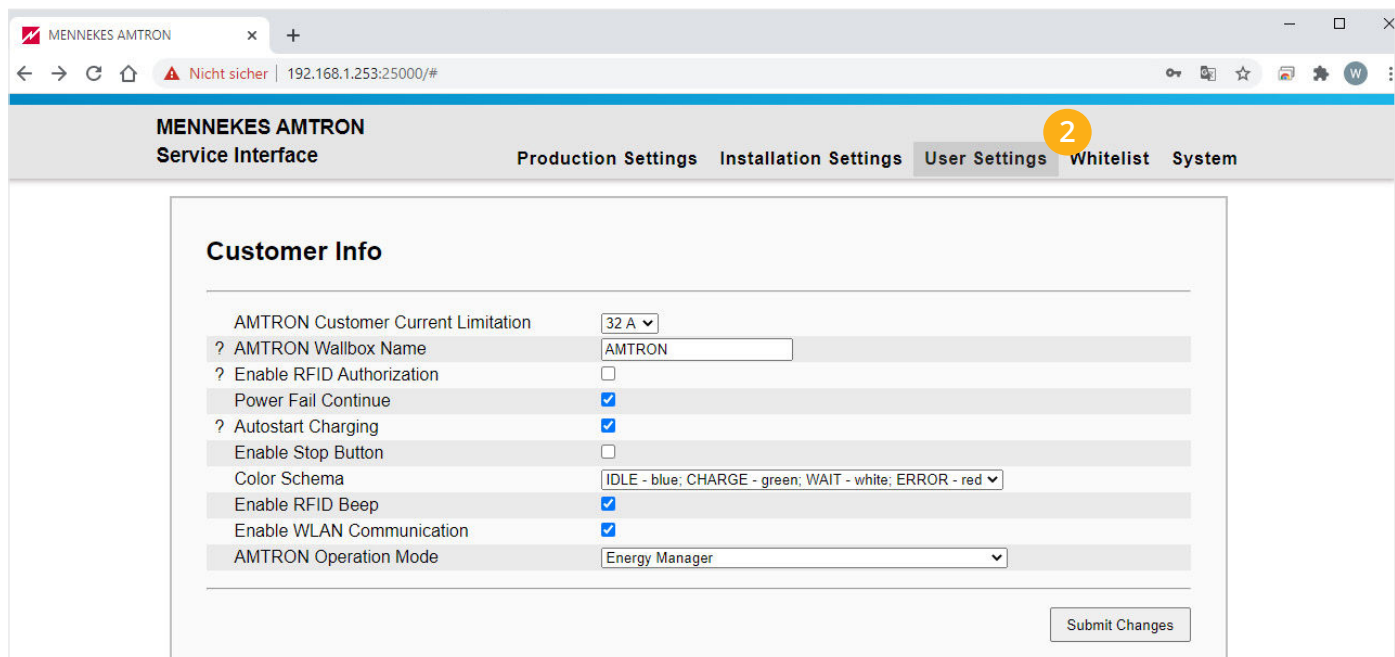 MENNEKES AMTRON
Nicht sicher | 192.168.1.253:25000/#
W
MENNEKES AMTRON
Service Interface
Production Settings Installation Settings User Settings Whitelist System
2
Customer Info
AMTRON Customer Current Limitation 32 A
? AMTRON Wallbox Name AMTRON
? Enable RFID Authorization
Power Fail Continue
? Autostart Charging
Enable Stop Button
Color Schema IDLE - blue; CHARGE - green; WAIT - white; ERROR - red
Enable RFID Beep
Enable WLAN Communication
AMTRON Operation Mode Energy Manager
Submit Changes